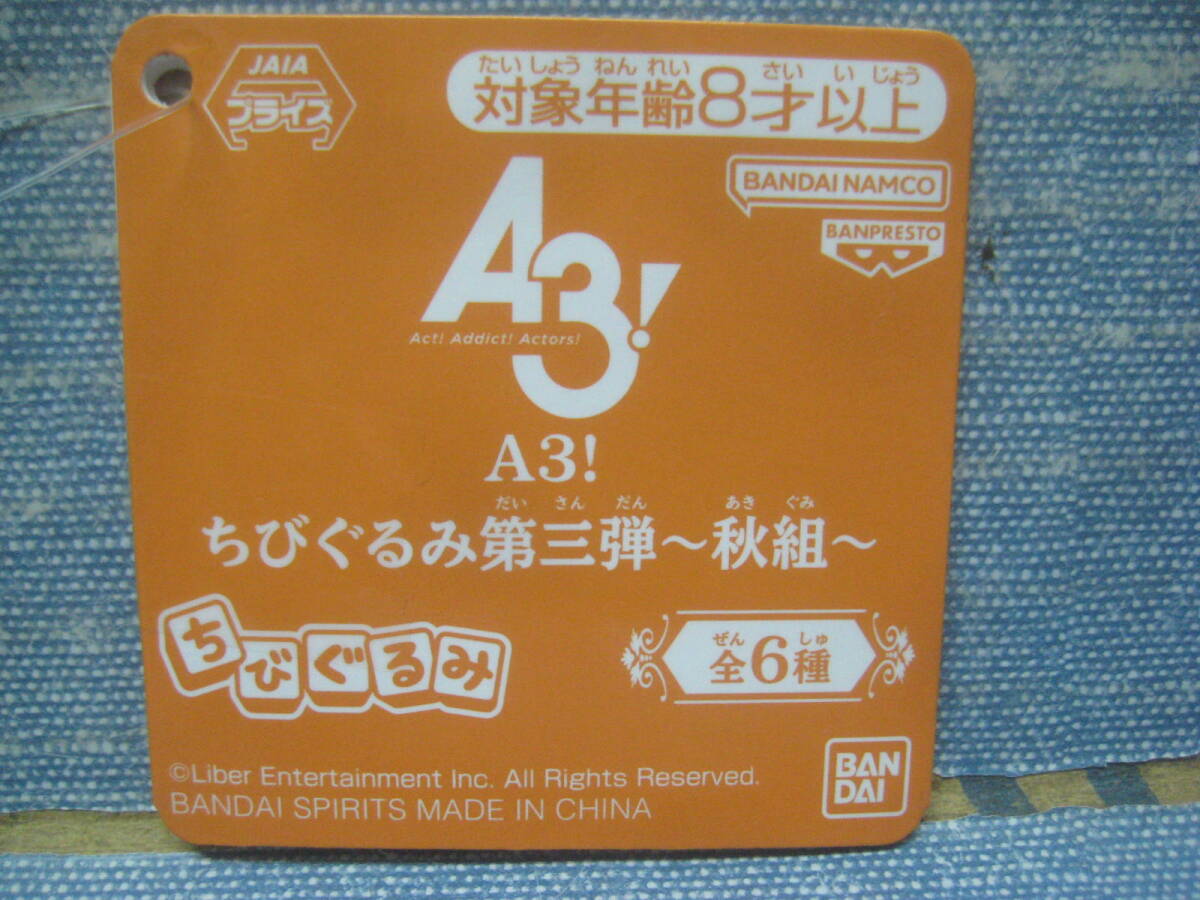 JAIA
プライズ
たいしょうねんれい さい いじょう
対象年齢8才以上
BANDAI NAMCO
BANPRESTO
A3!
Act! Addict! Actors!
A3!
だいさんだん あきぐみ
ちびぐるみ第三弾～秋組～
ちびぐるみ
ぜん しゅ
全6種
©Liber Entertainment Inc. All Rights Reserved.
BANDAI SPIRITS MADE IN CHINA
BAN
DAI